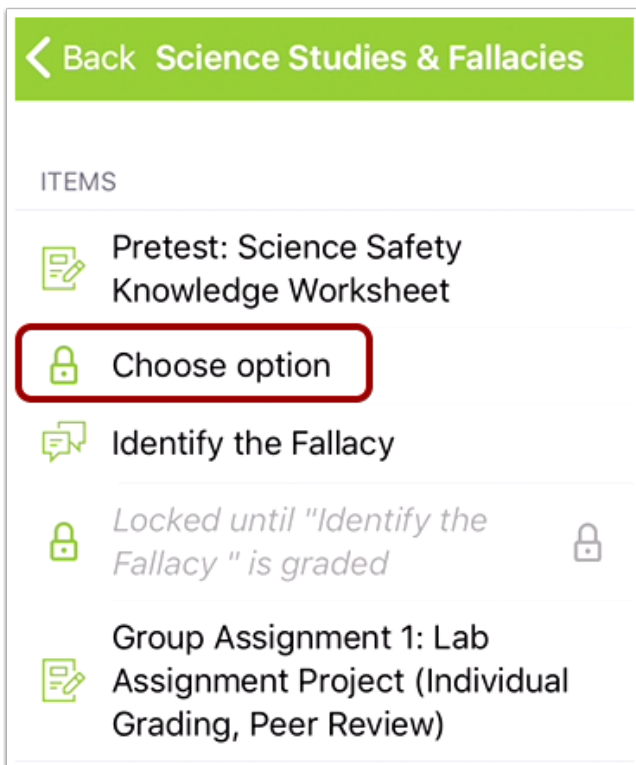 Back Science Studies & Fallacies
ITEMS
Pretest: Science Safety
Knowledge Worksheet
Choose option
Identify the Fallacy
Locked until "Identify the
Fallacy " is graded
Group Assignment 1: Lab
Assignment Project (Individual
Grading, Peer Review)